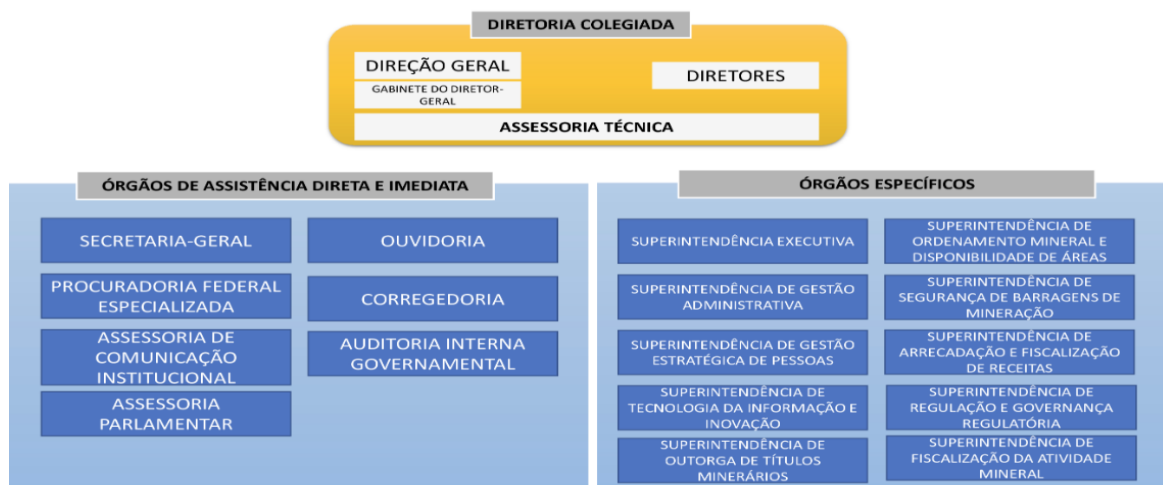 DIRETORIA COLEGIADA
DIREÇÃO GERAL
GABINETE DO DIRETOR-
GERAL
DIRETORES
ASSESSORIA TÉCNICA
ÓRGÃOS DE ASSISTÊNCIA DIRETA E IMEDIATA
SECRETARIA-GERAL
OUVIDORIA
PROCURADORIA FEDERAL
ESPECIALIZADA
CORREGEDORIA
ASSESSORIA DE
COMUNICAÇÃO
INSTITUCIONAL
AUDITORIA INTERNA
GOVERNAMENTAL
ASSESSORIA
PARLAMENTAR
ÓRGÃOS ESPECÍFICOS
SUPERINTENDÊNCIA EXECUTIVA
SUPERINTENDÊNCIA DE
ORDENAMENTO MINERAL E
DISPONIBILIDADE DE ÁREAS
SUPERINTENDÊNCIA DE GESTÃO
ADMINISTRATIVA
SUPERINTENDÊNCIA DE
SEGURANÇA DE BARRAGENS DE
MINERAÇÃO
SUPERINTENDÊNCIA DE GESTÃO
ESTRATÉGICA DE PESSOAS
SUPERINTENDÊNCIA DE
ARRECADAÇÃO E FISCALIZAÇÃO
DE RECEITAS
SUPERINTENDÊNCIA DE
TECNOLOGIA DA INFORMAÇÃO E
INOVAÇÃO
SUPERINTENDÊNCIA DE
REGULAÇÃO E GOVERNANÇA
REGULATÓRIA
SUPERINTENDÊNCIA DE
OUTORGA DE TÍTULOS
MINERÁRIOS
SUPERINTENDÊNCIA DE
FISCALIZAÇÃO DA ATIVIDADE
MINERAL